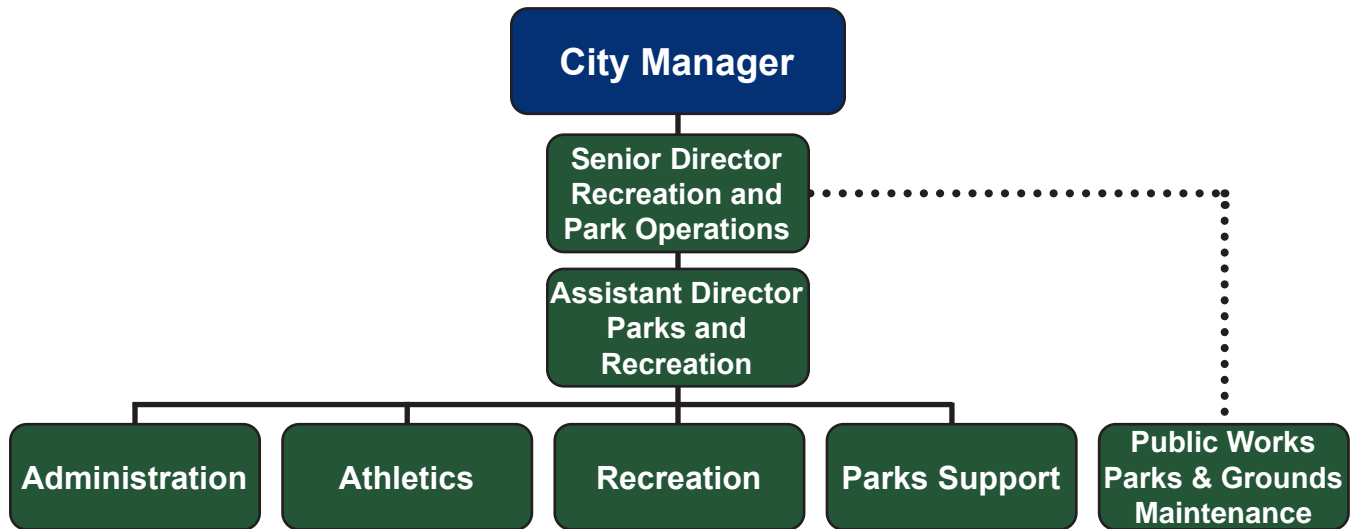 City Manager
Senior Director
Recreation and
Park Operations
Assistant Director
Parks and
Recreation
Administration
Athletics
Recreation
Parks Support
Public Works
Parks & Grounds
Maintenance